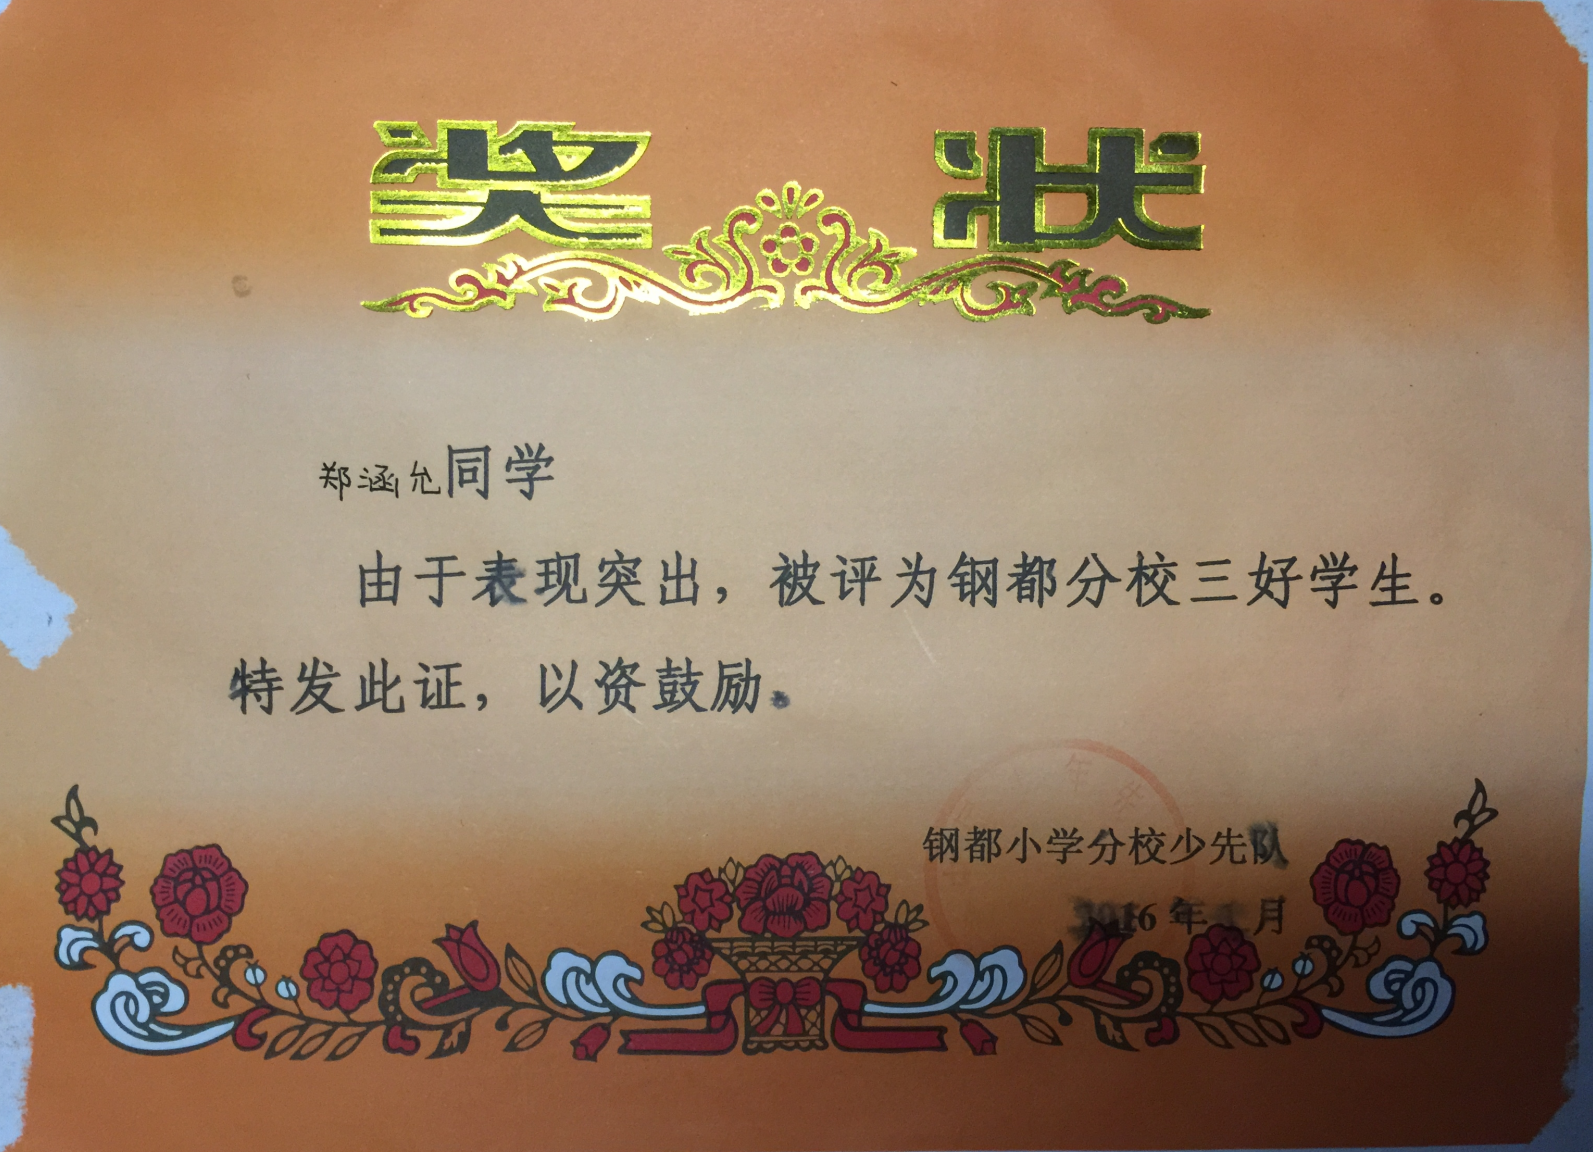 奖状
郑涵允同学
由于表现突出，被评为钢都分校三好学生。
特发此证，以资鼓励。
钢都小学分校少先队
2016年 月